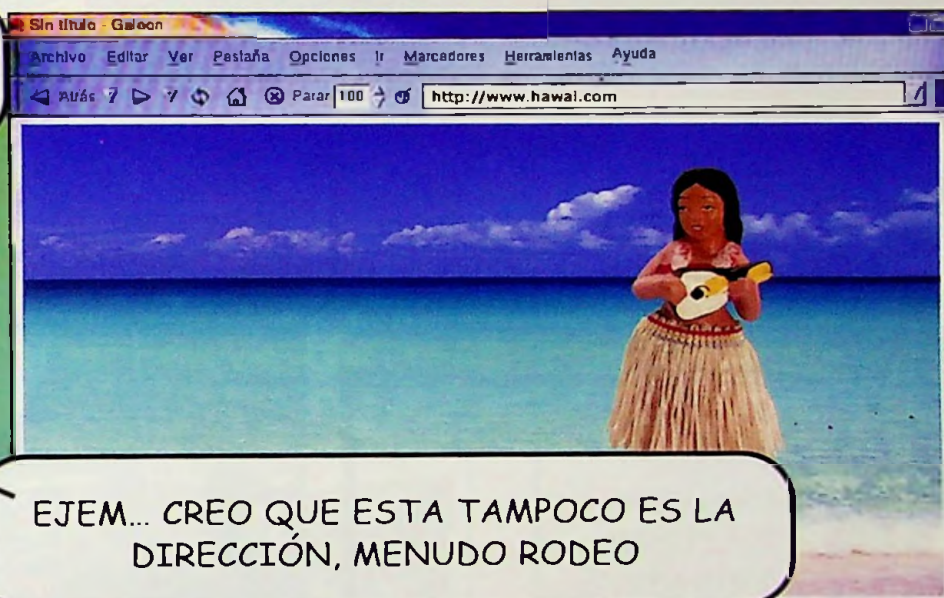 Sin título - Galeon
Archivo Editar Ver Pestaña Opciones Ir Marcadores Herramientas Ayuda
Atrás Parar 100 http://www.hawai.com
EJEM... CREO QUE ESTA TAMPOCO ES LA
DIRECCIÓN, MENUDO RODEO